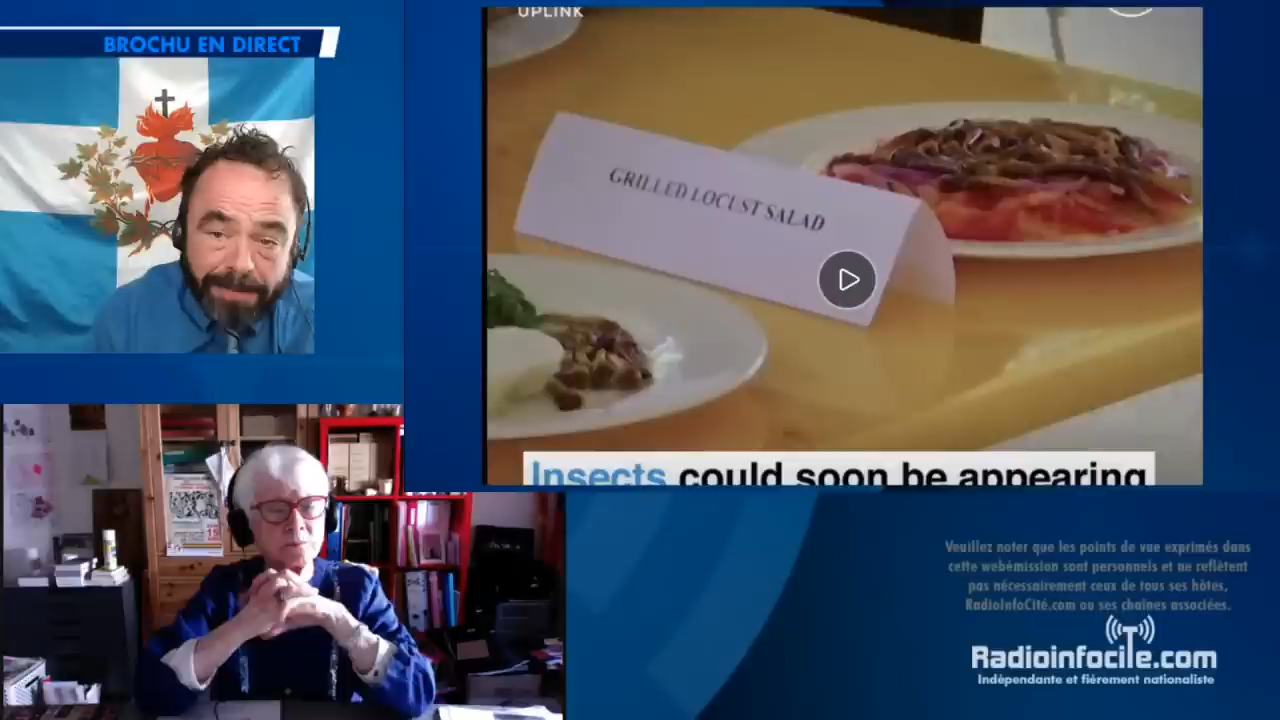 BROCHU EN DIRECT
UPLINK
GRILLED LOCUST SALAD
Insects could soon be appearing
Veuillez noter que les points de vue exprimés dans
cette webémission sont personnels et ne reflètent
pas nécessairement ceux de tous ses hôtes,
RadioInfoCité.com ou ses chaînes associées.
Radioinfocite.com
Indépendante et fièrement nationaliste